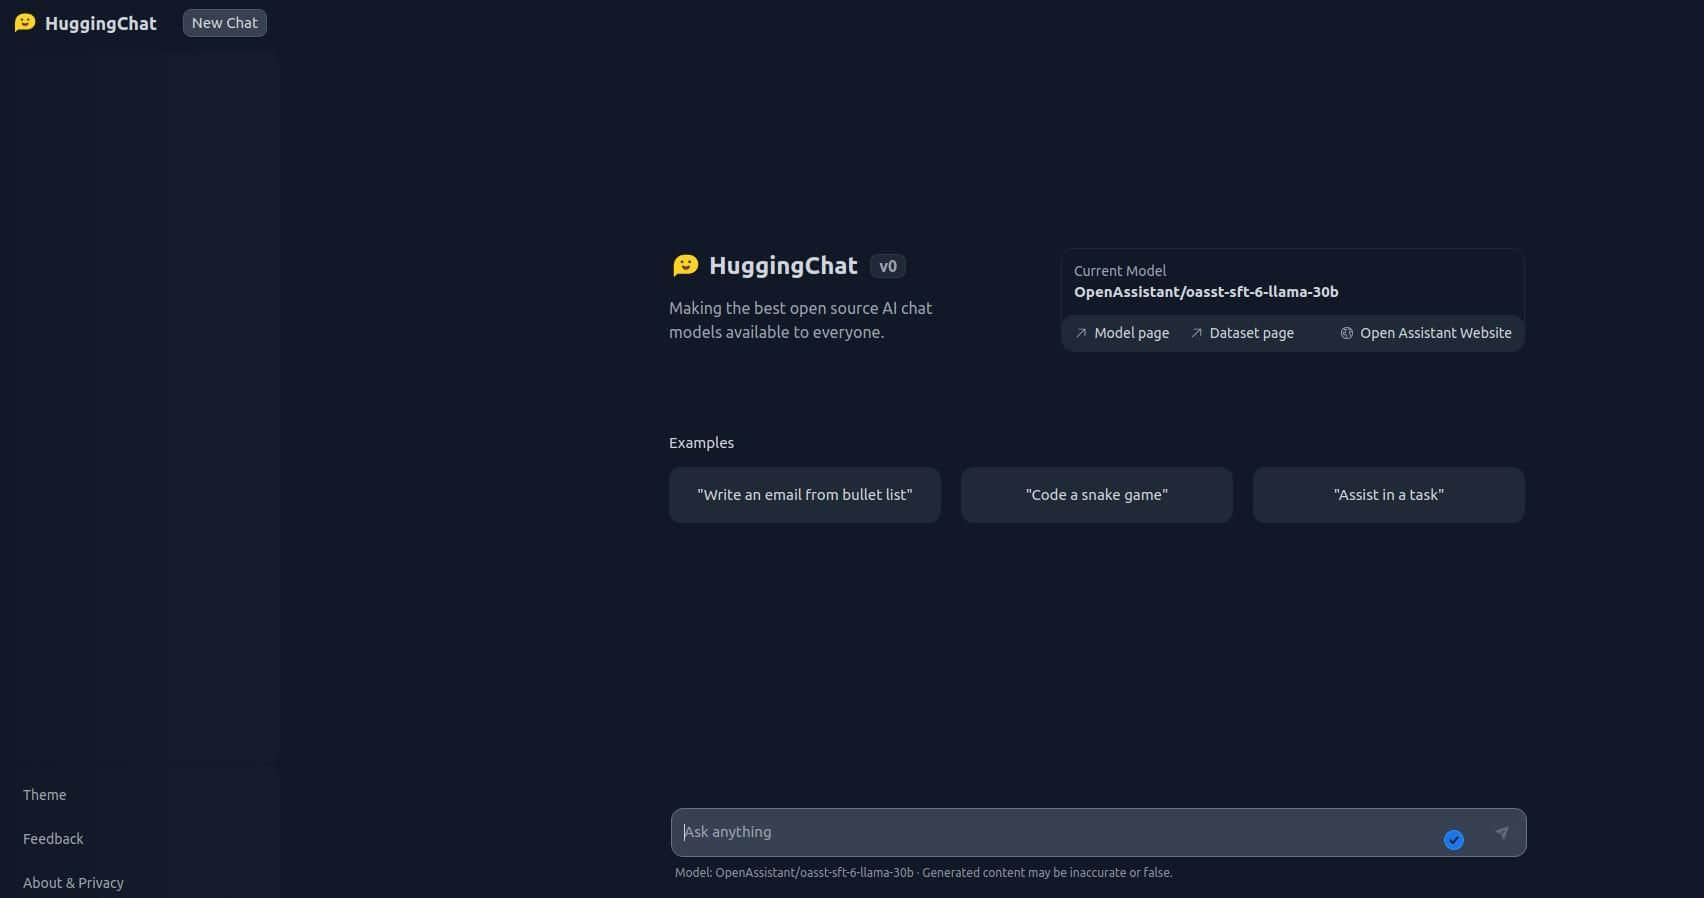 HuggingChat
New Chat
HuggingChat v0
Making the best open source AI chat
models available to everyone.
Current Model
OpenAssistant/oasst-sft-6-llama-30b
Model page Dataset page Open Assistant Website
Examples
"Write an email from bullet list" "Code a snake game" "Assist in a task"
Theme
Feedback
About & Privacy
Ask anything
Model: OpenAssistant/oasst-sft-6-llama-30b · Generated content may be inaccurate or false.